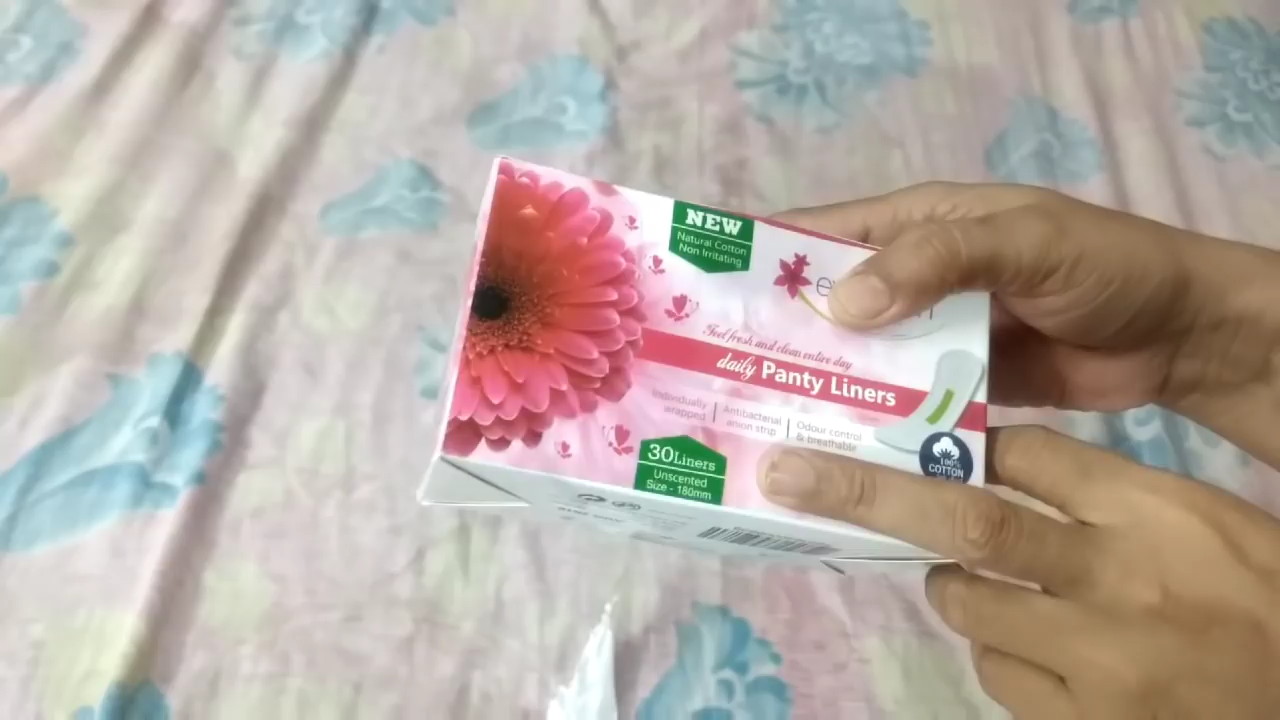 NEW
Natural Cotton
Non Irritating
Feel fresh and clean entire day
daily Panty Liners
Individually
wrapped
Antibacterial
anion strip
Odour control
& breathable
30Liners
Unscented
Size - 180mm
100%
COTTON